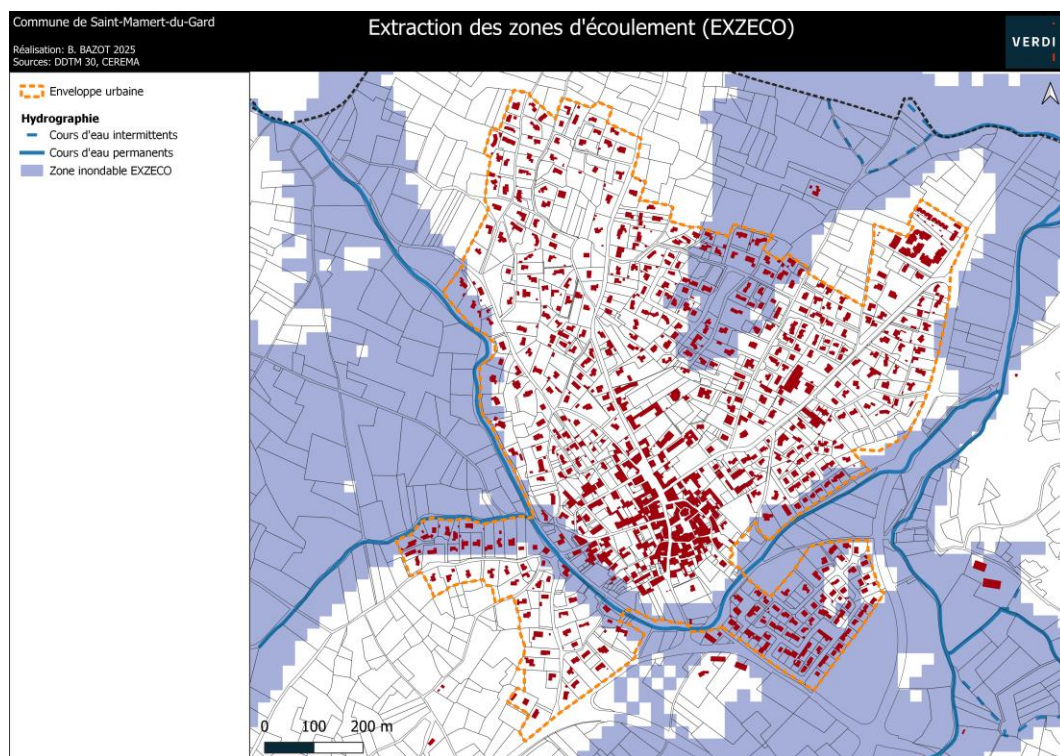 Commune de Saint-Mamert-du-Gard
Extraction des zones d'écoulement (EXZECO)
Réalisation: B. BAZOT 2025
Sources: DDTM 30, CEREMA
VERDI
Enveloppe urbaine
Hydrographie
Cours d'eau intermittents
Cours d'eau permanents
Zone inondable EXZECO
0 100 200 m